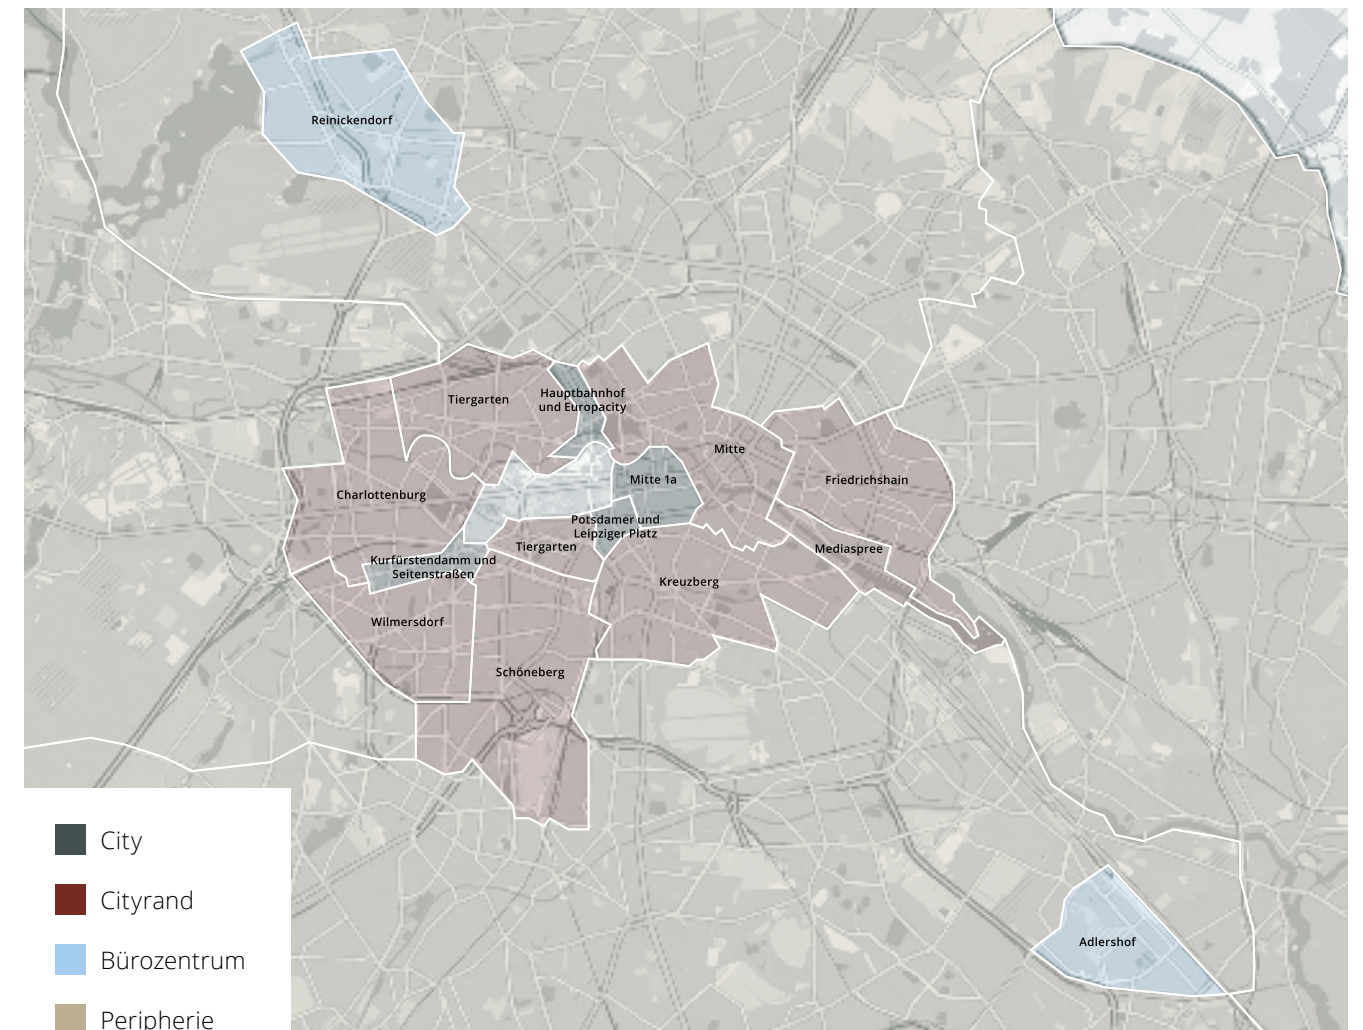 Reinickendorf
Hauptbahnhof
und Europacity
Tiergarten
Mitte
Mitte 1a
Friedrichshain
Charlottenburg
Potsdamer und
Leipziger Platz
Tiergarten
Mediaspree
Kurfürstendamm und
Seitenstraßen
Kreuzberg
Wilmersdorf
Schöneberg
City
Cityrand
Bürozentrum
Adlershof
Peripherie